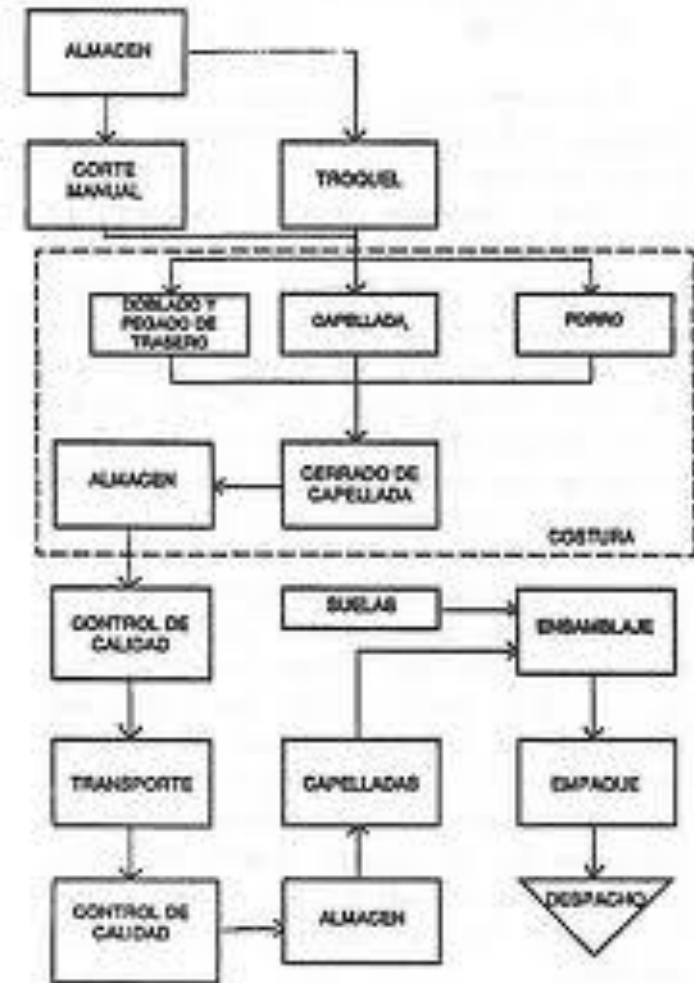 ALMACEN
CORTE
MANUAL
TROQUEL
DOBLADO Y
PEGADO DE
TRASERO
CAPELLADA
FORRO
ALMACEN
CERRADO DE
CAPELLADA
COSTURA
CONTROL DE
CALIDAD
SUELAS
ENSAMBLAJE
TRANSPORTE
CAPELLADAS
EMPAQUE
CONTROL DE
CALIDAD
ALMACEN
DESPACHO